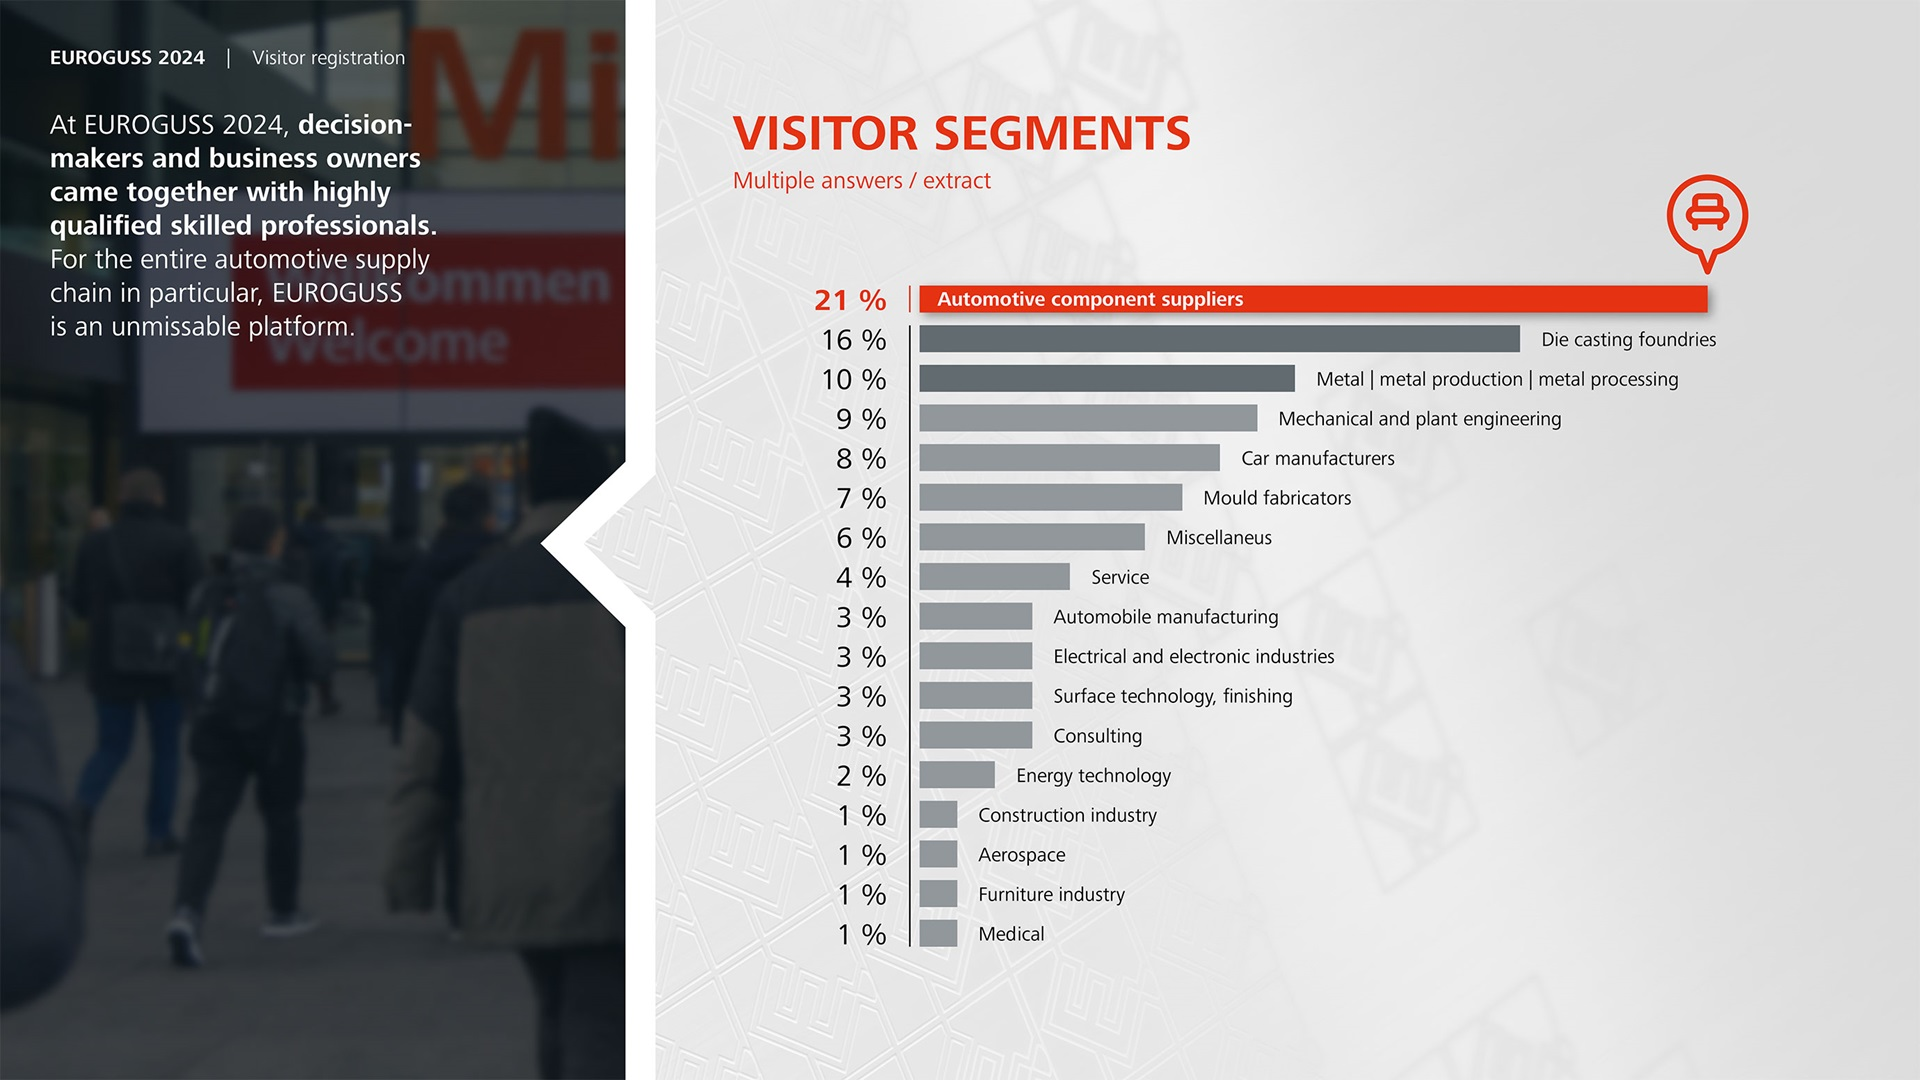 EUROGUSS 2024 | Visitor registration
At EUROGUSS 2024, decision-
makers and business owners
came together with highly
qualified skilled professionals.
For the entire automotive supply
chain in particular, EUROGUSS
is an unmissable platform.
Mi
ommen
Welcome
VISITOR SEGMENTS
Multiple answers / extract
21 % Automotive component suppliers
16 % Die casting foundries
10 % Metal | metal production | metal processing
9 % Mechanical and plant engineering
8 % Car manufacturers
7 % Mould fabricators
6 % Miscellaneus
4 % Service
3 % Automobile manufacturing
3 % Electrical and electronic industries
3 % Surface technology, finishing
3 % Consulting
2 % Energy technology
1 % Construction industry
1 % Aerospace
1 % Furniture industry
1 % Medical